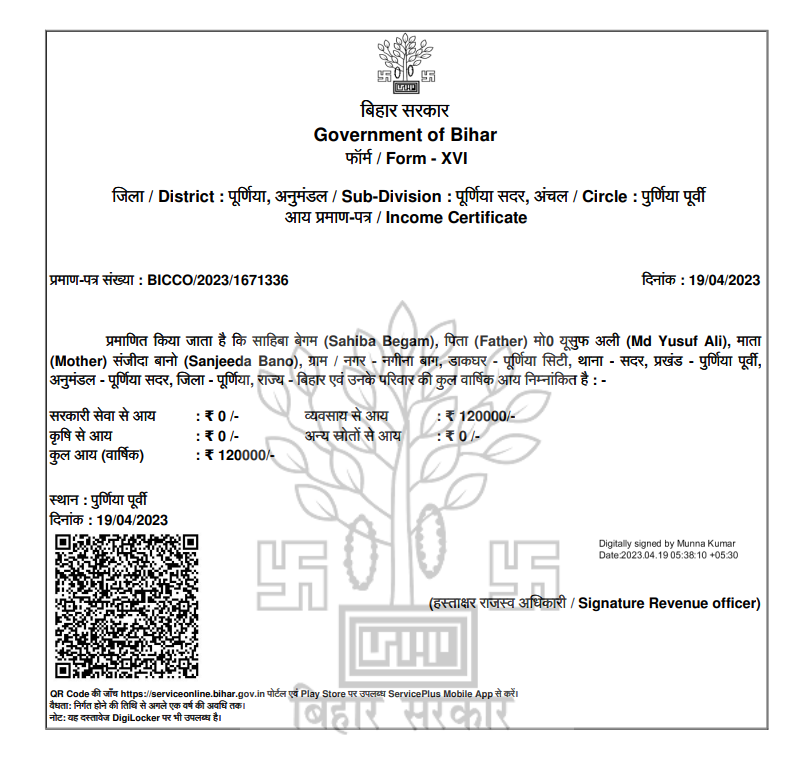 बिहार सरकार
Government of Bihar
फॉर्म / Form - XVI
जिला / District : पूर्णिया, अनुमंडल / Sub-Division : पूर्णिया सदर, अंचल / Circle : पुर्णिया पूर्वी
आय प्रमाण-पत्र / Income Certificate
प्रमाण-पत्र संख्या : BICCO/2023/1671336 दिनांक : 19/04/2023
प्रमाणित किया जाता है कि साहिबा बेगम (Sahiba Begam), पिता (Father) मो0 यूसुफ अली (Md Yusuf Ali), माता
(Mother) संजीदा बानो (Sanjeeda Bano), ग्राम / नगर - नगीना बाग, डाकघर - पूर्णिया सिटी, थाना - सदर, प्रखंड - पुर्णिया पूर्वी,
अनुमंडल - पूर्णिया सदर, जिला - पूर्णिया, राज्य - बिहार एवं उनके परिवार की कुल वार्षिक आय निम्नांकित है : -
सरकारी सेवा से आय : ₹ 0 /- व्यवसाय से आय : ₹ 120000/-
कृषि से आय : ₹ 0 /- अन्य स्रोतों से आय : ₹ 0 /-
कुल आय (वार्षिक) : ₹ 120000/-
स्थान : पुर्णिया पूर्वी
दिनांक : 19/04/2023
Digitally signed by Munna Kumar
Date:2023.04.19 05:38:10 +05:30
(हस्ताक्षर राजस्व अधिकारी / Signature Revenue officer)
QR Code की जाँच https://serviceonline.bihar.gov.in पोर्टल एवं Play Store पर उपलब्ध ServicePlus Mobile App से करें।
वैधता: निर्गत होने की तिथि से अगले एक वर्ष की अवधि तक।
नोट: यह दस्तावेज DigiLocker पर भी उपलब्ध है।
बिहार सरकार